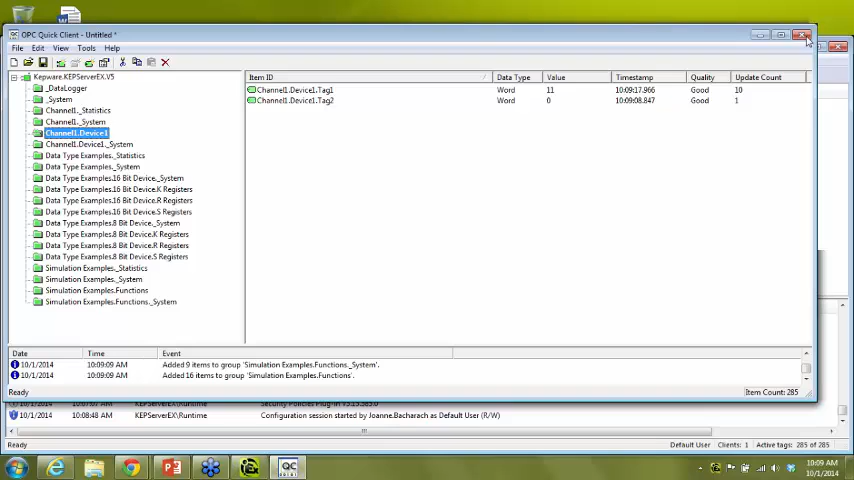 OPC Quick Client - Untitled *
File Edit View Tools Help
Kepware.KEPServerEX.V5
_DataLogger
_System
Channel1._Statistics
Channel1._System
Channel1.Device1
Channel1.Device1._System
Data Type Examples._Statistics
Data Type Examples._System
Data Type Examples.16 Bit Device._System
Data Type Examples.16 Bit Device.K Registers
Data Type Examples.16 Bit Device.R Registers
Data Type Examples.16 Bit Device.S Registers
Data Type Examples.8 Bit Device._System
Data Type Examples.8 Bit Device.K Registers
Data Type Examples.8 Bit Device.R Registers
Data Type Examples.8 Bit Device.S Registers
Simulation Examples._Statistics
Simulation Examples._System
Simulation Examples.Functions
Simulation Examples.Functions._System
Item ID Data Type Value Timestamp Quality Update Count
Channel1.Device1.Tag1 Word 11 10:09:17.966 Good 10
Channel1.Device1.Tag2 Word 0 10:09:08.847 Good 1
Date Time Event
10/1/2014 10:09:09 AM Added 9 items to group 'Simulation Examples.Functions._System'.
10/1/2014 10:09:09 AM Added 16 items to group 'Simulation Examples.Functions'.
Ready Item Count: 285
10/1/2014 KEPServerEX\Runtime
10/1/2014 10:08:48 AM KEPServerEX\Runtime Configuration session started by Joanne.Bacharach as Default User (R/W)
Ready Default User Clients: 1 Active tags: 285 of 285
QC
10:09 AM
10/1/2014